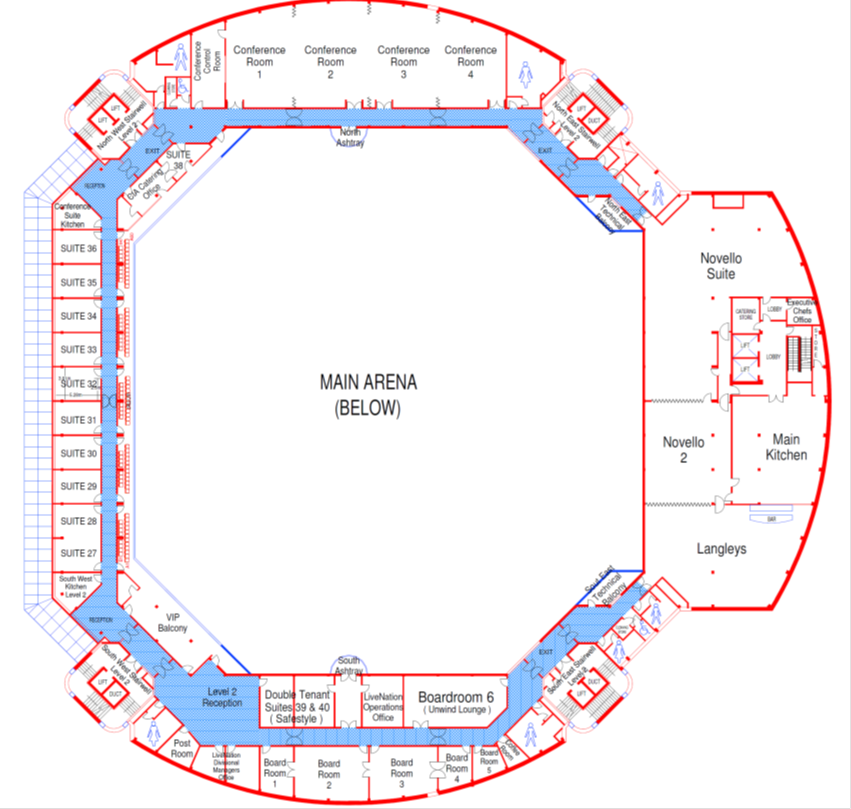 Conference
Control
Room
Conference
Room
1
Conference
Room
2
Conference
Room
3
Conference
Room
4
LIFT
LIFT
North West Stairwell
Level 2
EXIT
RECEPTION
SUITE
38
EIA Catering
Office
North
Ashtray
LIFT
DUCT
North East Stairwell
Level 2
EXIT
North East
Technical
Balcony
Conference
Suite
Kitchen
SUITE 36
SUITE 35
SUITE 34
SUITE 33
SUITE 32
SUITE 31
SUITE 30
SUITE 29
SUITE 28
SUITE 27
South West
Kitchen
Level 2
RECEPTION
MAIN ARENA
(BELOW)
Novello
Suite
CATERING
STORE
LOBBY
Executive
Chefs
Office
LIFT
LIFT
LOBBY
Novello
2
Main
Kitchen
BAR
Langleys
VIP
Balcony
South West Stairwell
Level 2
LIFT
DUCT
Level 2
Reception
Double Tenant
Suites 39 & 40
( Safestyle )
South
Ashtray
LiveNation
Operations
Office
Boardroom 6
( Unwind Lounge )
EXIT
Technical
Balcony
South East Stairwell
Level 2
LIFT
DUCT
Post
Room
LiveNation
Divisional
Managers
Office
Board
Room
1
Board
Room
2
Board
Room
3
Board
Room
4
Board
Room
5